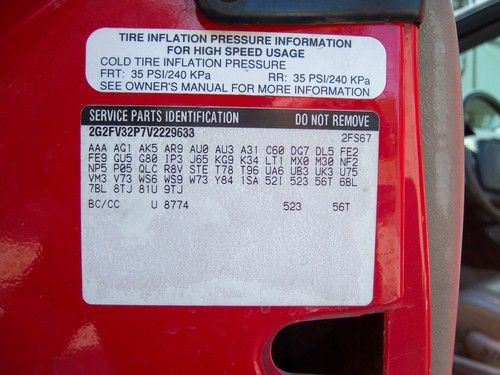 TIRE INFLATION PRESSURE INFORMATION
FOR HIGH SPEED USAGE
COLD TIRE INFLATION PRESSURE
FRT: 35 PSI/240 KPa RR: 35 PSI/240 KPa
SEE OWNER'S MANUAL FOR MORE INFORMATION
SERVICE PARTS IDENTIFICATION DO NOT REMOVE
2G2FV32P7V2229633
2FS67
AAA AG1 AK5 AR9 AU0 AU3 A31 C60 DG7 DL5 FE2
FE9 GU5 G80 IP3 J65 KG9 K34 LT1 MX0 M30 NF2
NP5 P05 QLC R8V STE T78 T96 UA6 UB3 UK3 U75
VM3 V73 WS6 WS9 W73 Y84 1SA 52I 523 56T 6BL
7BL 8TJ 81U 9TJ
BC/CC U 8774 523 56T